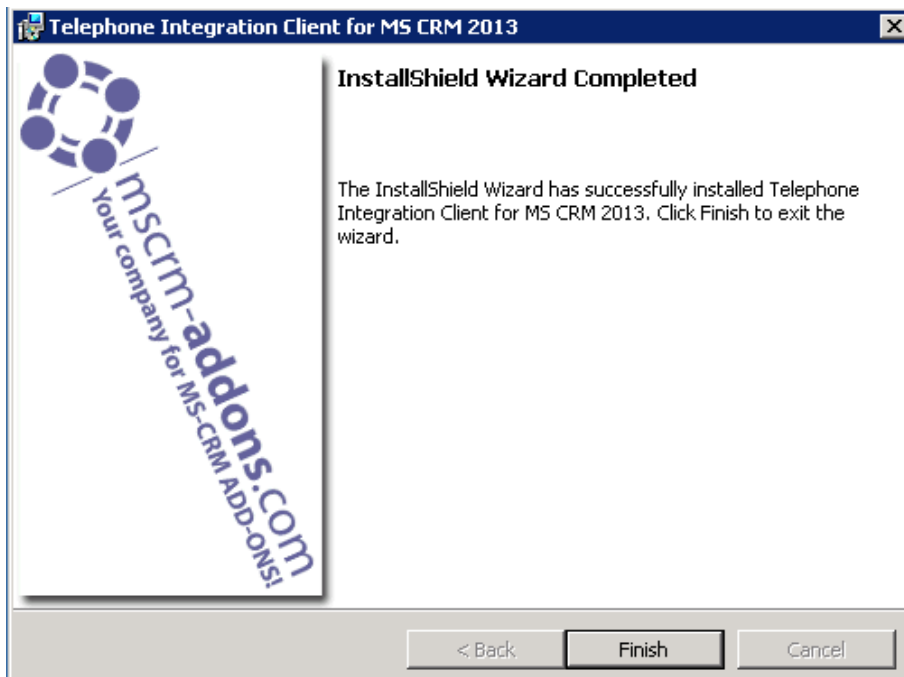 Telephone Integration Client for MS CRM 2013
mscrm-addons.com
Your company for MS-CRM ADD-ONS!
InstallShield Wizard Completed
The InstallShield Wizard has successfully installed Telephone
Integration Client for MS CRM 2013. Click Finish to exit the
wizard.
< Back
Finish
Cancel